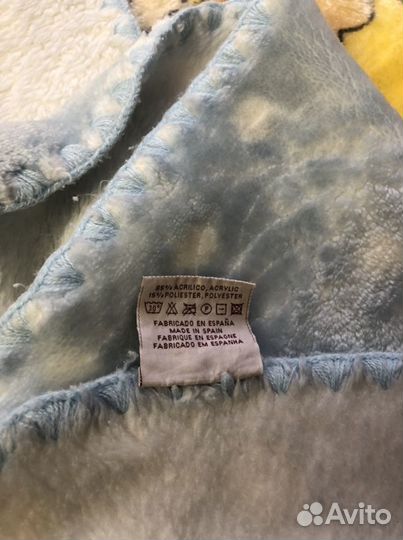 85% ACRILICO, ACRYLIC
15% POLIESTER, POLYESTER
30°
FABRICADO EN ESPAÑA
MADE IN SPAIN
FABRIQUE EN ESPAGNE
FABRICADO EM ESPANHA
Avito